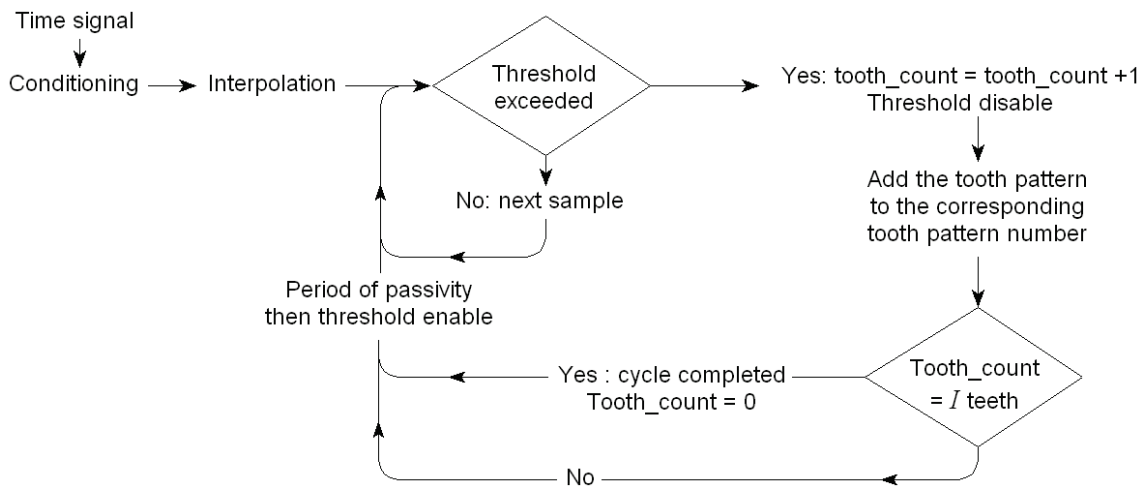 Time signal
Conditioning
Interpolation
Threshold
exceeded
Yes: tooth_count = tooth_count +1
Threshold disable
No: next sample
Add the tooth pattern
to the corresponding
tooth pattern number
Period of passivity
then threshold enable
Yes : cycle completed
Tooth_count = 0
Tooth_count
= I teeth
No